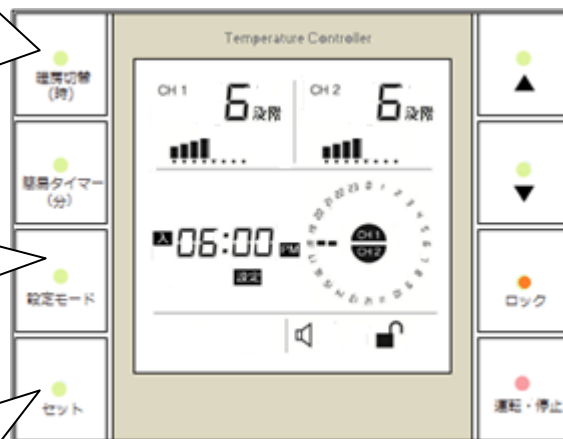 Temperature Controller
暖房切替
(時)
簡易タイマー
(分)
設定モード
セット
CH 1
6段階
CH 2
6段階
入 06:00 PM --
設定
CH1
CH2
▲
▼
ロック
運転・停止